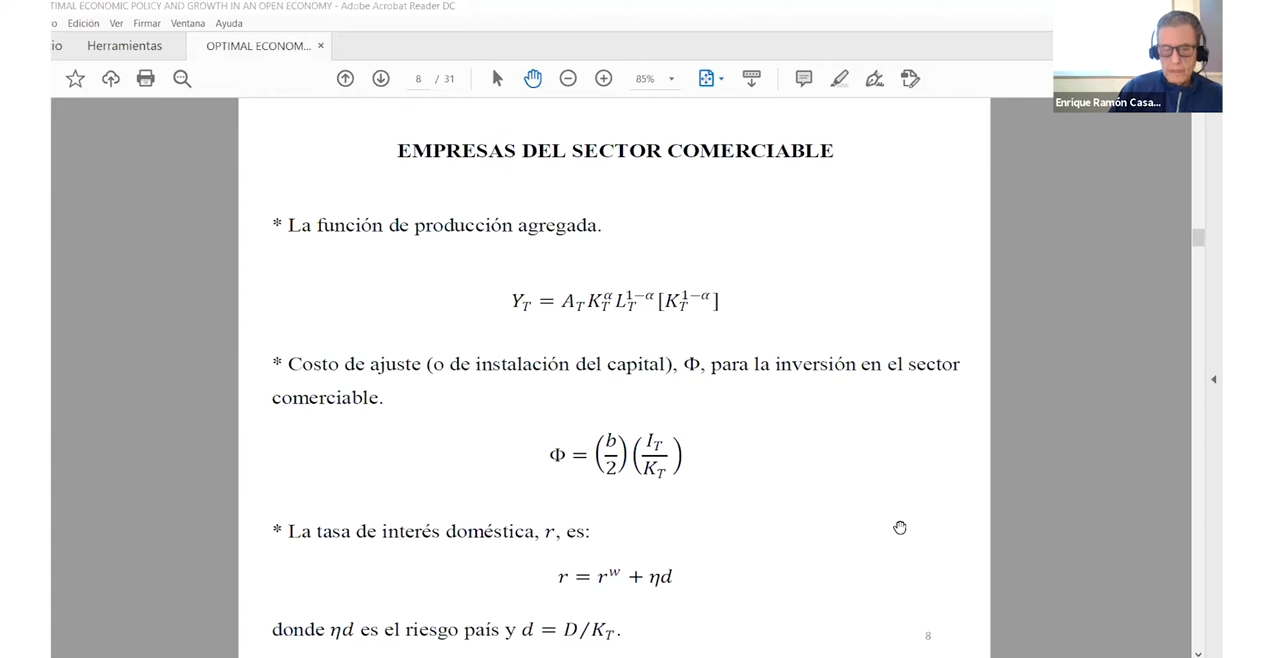 TIMAL ECONOMIC POLICY AND GROWTH IN AN OPEN ECONOMY - Adobe Acrobat Reader DC
o Edición Ver Firmar Ventana Ayuda
io Herramientas OPTIMAL ECONOM... ×
8 / 31 85%
Enrique Ramón Casa...
EMPRESAS DEL SECTOR COMERCIABLE
* La función de producción agregada.
Y_T = A_T K_T^α L_T^{1−α} [K_T^{1−α}]
* Costo de ajuste (o de instalación del capital), Φ, para la inversión en el sector
comerciable.
Φ = (b/2) (I_T/K_T)
* La tasa de interés doméstica, r, es:
r = r^w + ηd
donde ηd es el riesgo país y d = D/K_T.
8